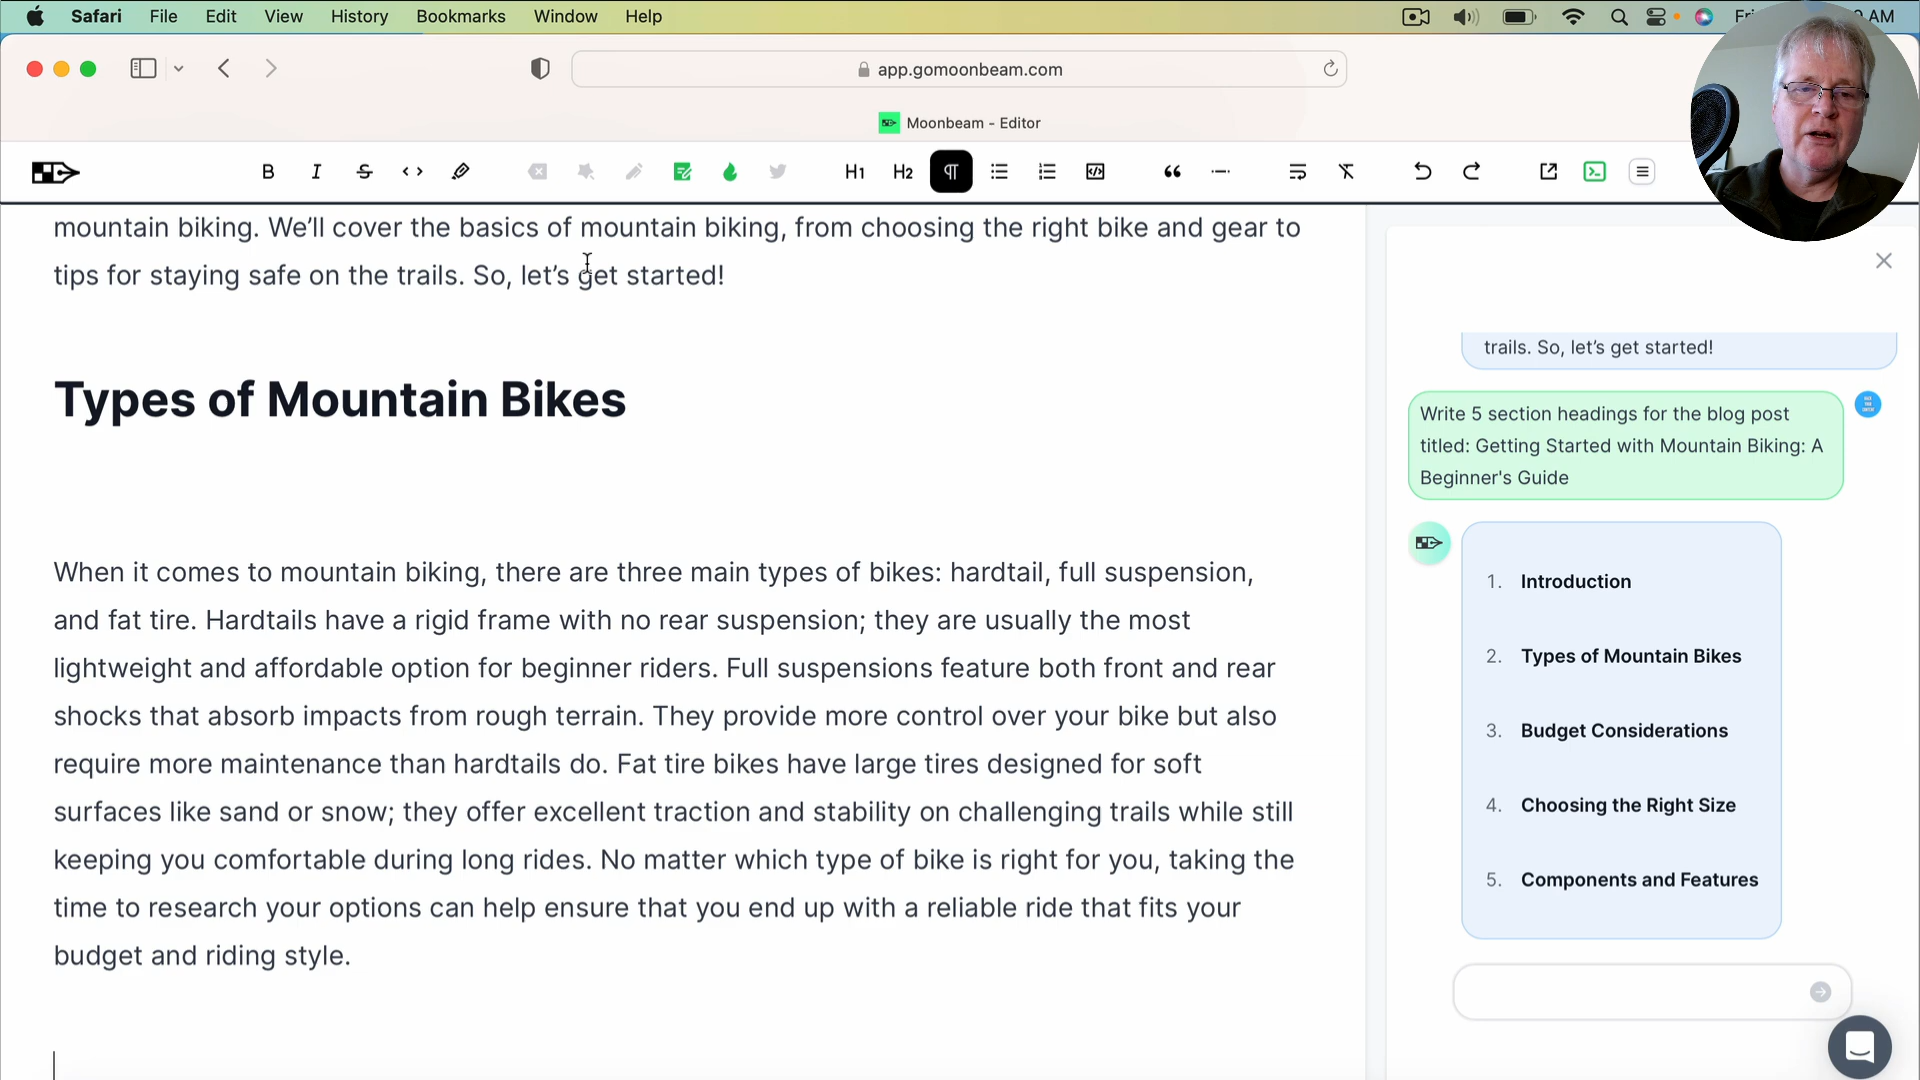 Safari File Edit View History Bookmarks Window Help
AM
app.gomoonbeam.com
Moonbeam - Editor
B I S <> H1 H2
mountain biking. We’ll cover the basics of mountain biking, from choosing the right bike and gear to
tips for staying safe on the trails. So, let’s get started!
Types of Mountain Bikes
When it comes to mountain biking, there are three main types of bikes: hardtail, full suspension,
and fat tire. Hardtails have a rigid frame with no rear suspension; they are usually the most
lightweight and affordable option for beginner riders. Full suspensions feature both front and rear
shocks that absorb impacts from rough terrain. They provide more control over your bike but also
require more maintenance than hardtails do. Fat tire bikes have large tires designed for soft
surfaces like sand or snow; they offer excellent traction and stability on challenging trails while still
keeping you comfortable during long rides. No matter which type of bike is right for you, taking the
time to research your options can help ensure that you end up with a reliable ride that fits your
budget and riding style.
trails. So, let’s get started!
Write 5 section headings for the blog post
titled: Getting Started with Mountain Biking: A
Beginner's Guide
1. Introduction
2. Types of Mountain Bikes
3. Budget Considerations
4. Choosing the Right Size
5. Components and Features